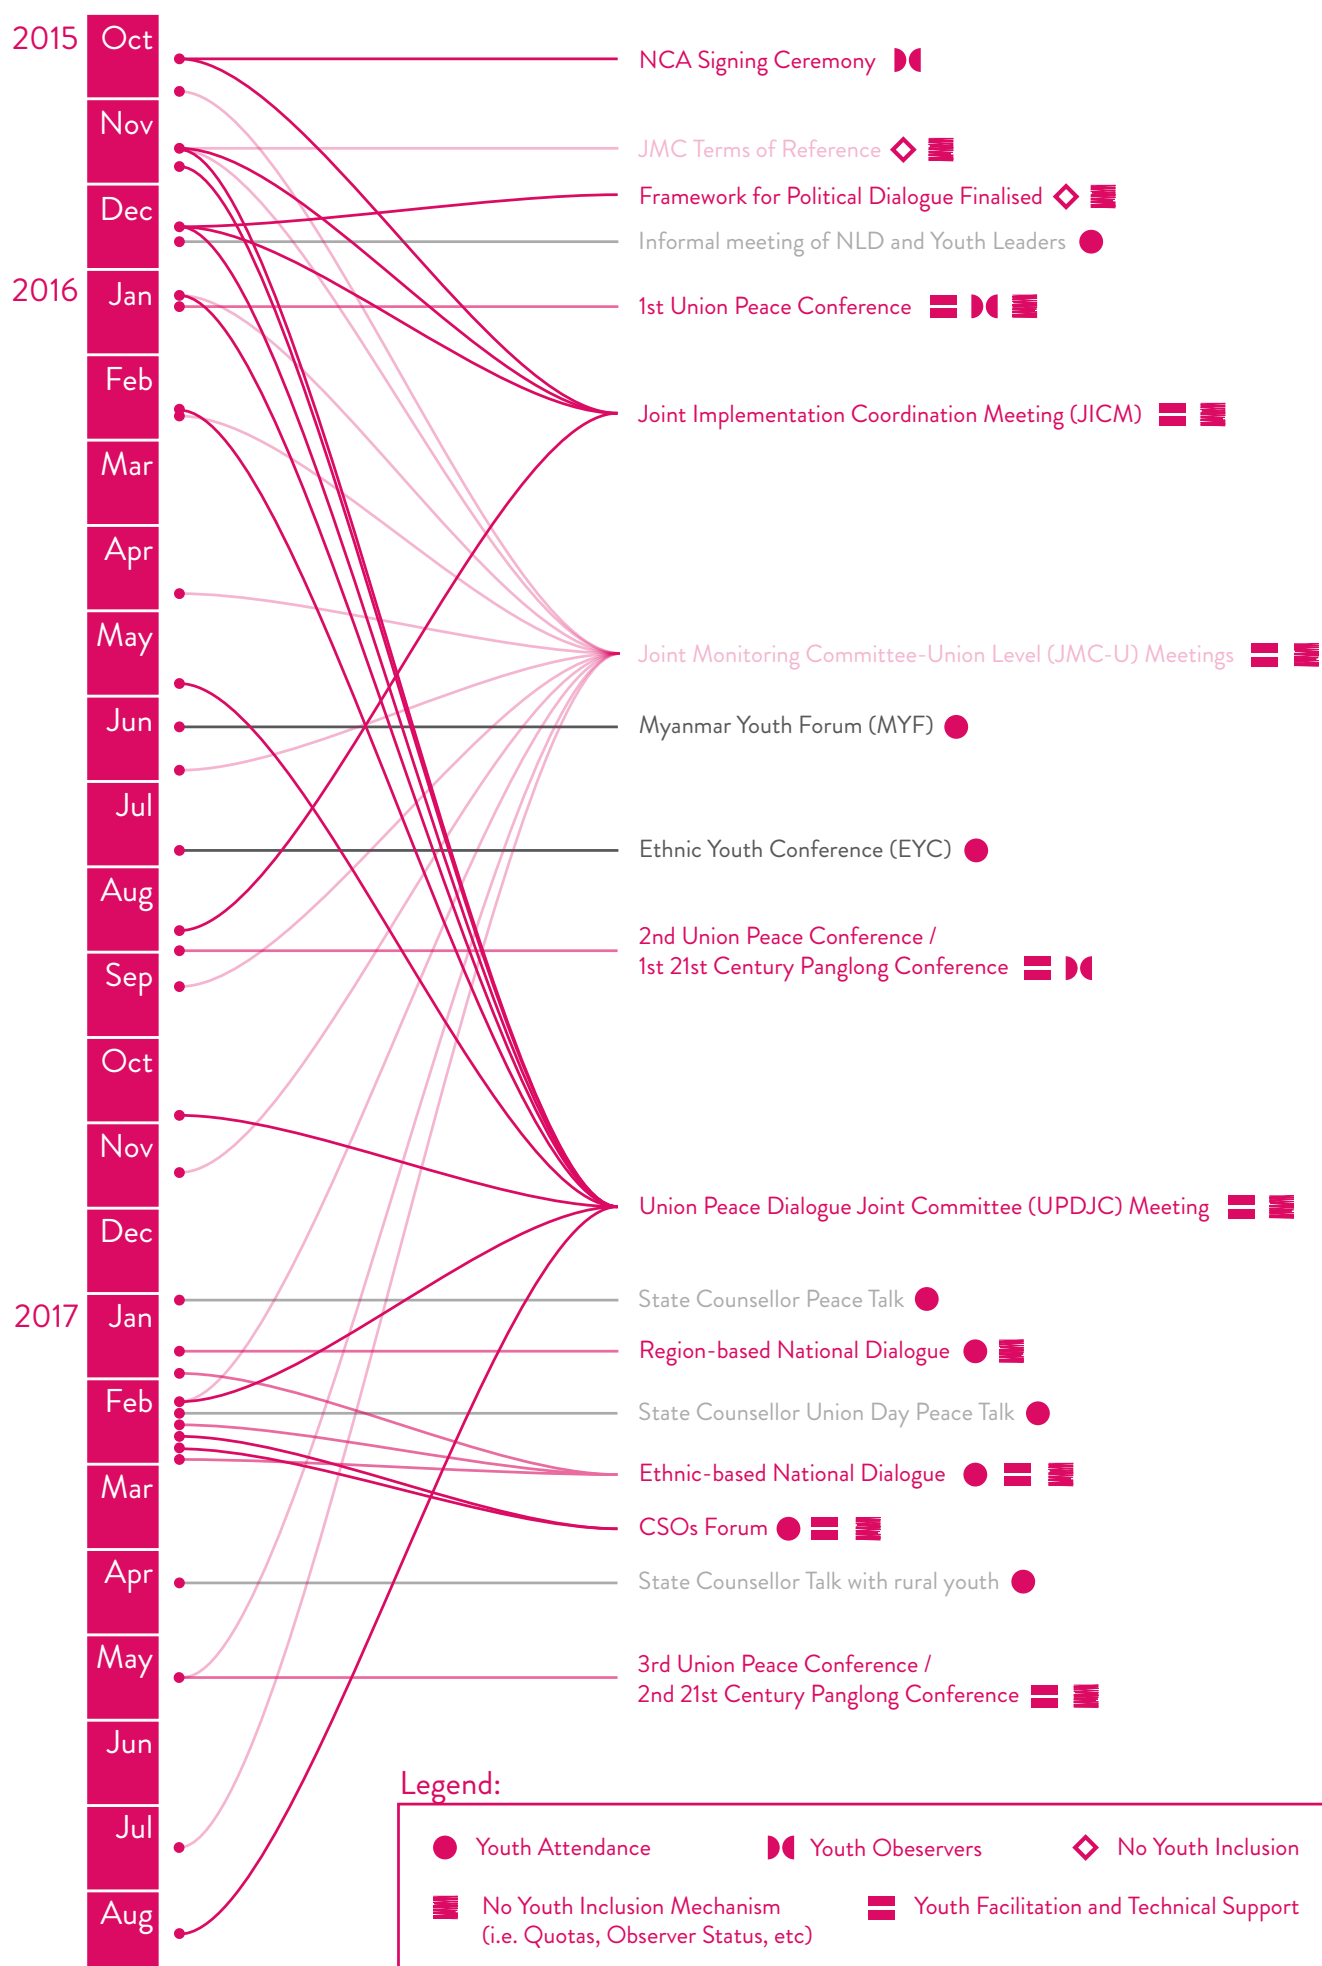 2015
Oct
Nov
Dec
2016
Jan
Feb
Mar
Apr
May
Jun
Jul
Aug
Sep
Oct
Nov
Dec
2017
Jan
Feb
Mar
Apr
May
Jun
Jul
Aug
NCA Signing Ceremony
JMC Terms of Reference
Framework for Political Dialogue Finalised
Informal meeting of NLD and Youth Leaders
1st Union Peace Conference
Joint Implementation Coordination Meeting (JICM)
Joint Monitoring Committee-Union Level (JMC-U) Meetings
Myanmar Youth Forum (MYF)
Ethnic Youth Conference (EYC)
2nd Union Peace Conference /
1st 21st Century Panglong Conference
Union Peace Dialogue Joint Committee (UPDJC) Meeting
State Counsellor Peace Talk
Region-based National Dialogue
State Counsellor Union Day Peace Talk
Ethnic-based National Dialogue
CSOs Forum
State Counsellor Talk with rural youth
3rd Union Peace Conference /
2nd 21st Century Panglong Conference
Legend:
Youth Attendance
Youth Obeservers
No Youth Inclusion
No Youth Inclusion Mechanism
(i.e. Quotas, Observer Status, etc)
Youth Facilitation and Technical Support